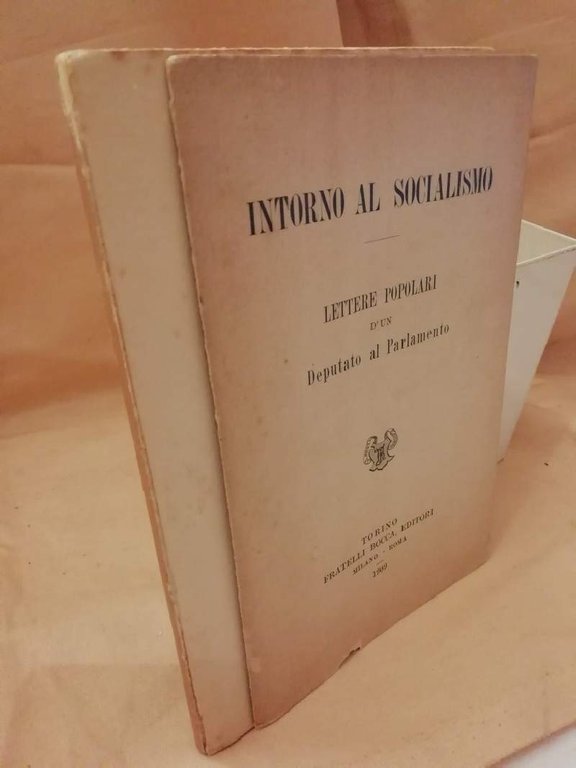 INTORNO AL SOCIALISMO
LETTERE POPOLARI
D'UN
Deputato al Parlamento
TORINO
FRATELLI BOCCA, EDITORI
MILANO - ROMA